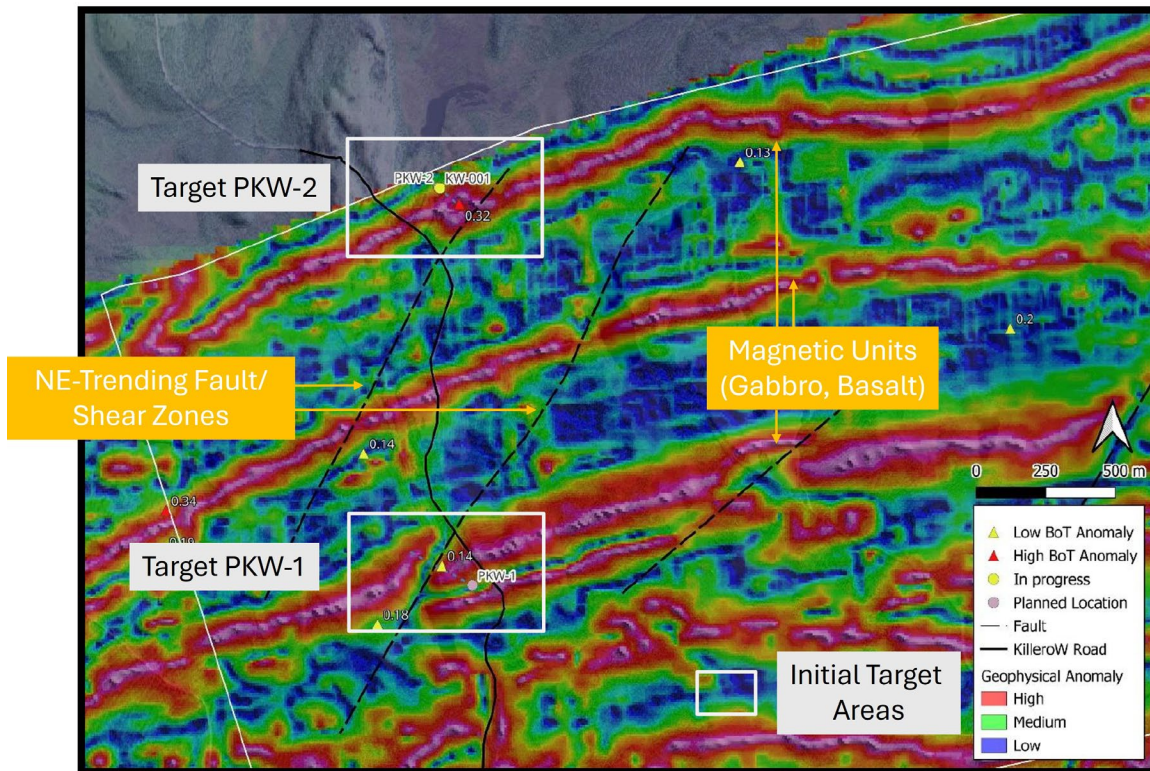 0.13
Target PKW-2
PKW-2 KW-001
0.32
0.2
Magnetic Units
(Gabbro, Basalt)
NE-Trending Fault/
Shear Zones
0.14
0 250 500 m
0.34
0.19
Target PKW-1
0.14
PKW-1
0.18
Low BoT Anomaly
High BoT Anomaly
In progress
Planned Location
Fault
KilleroW Road
Geophysical Anomaly
High
Medium
Low
Initial Target
Areas